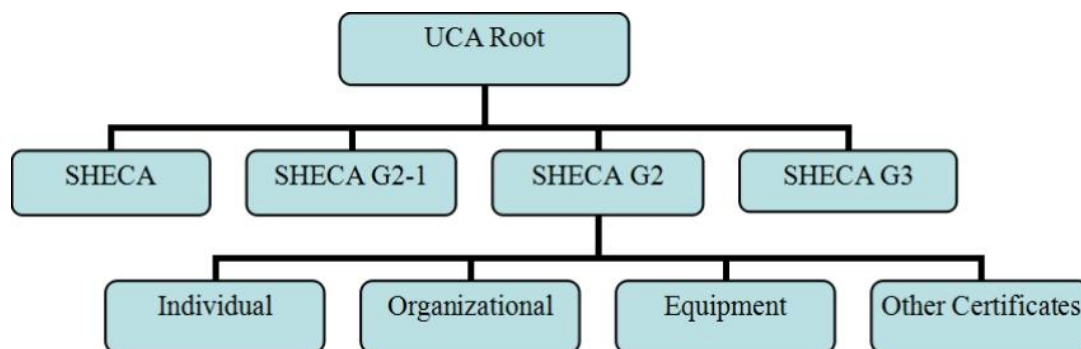 UCA Root
SHECA
SHECA G2-1
SHECA G2
SHECA G3
Individual
Organizational
Equipment
Other Certificates